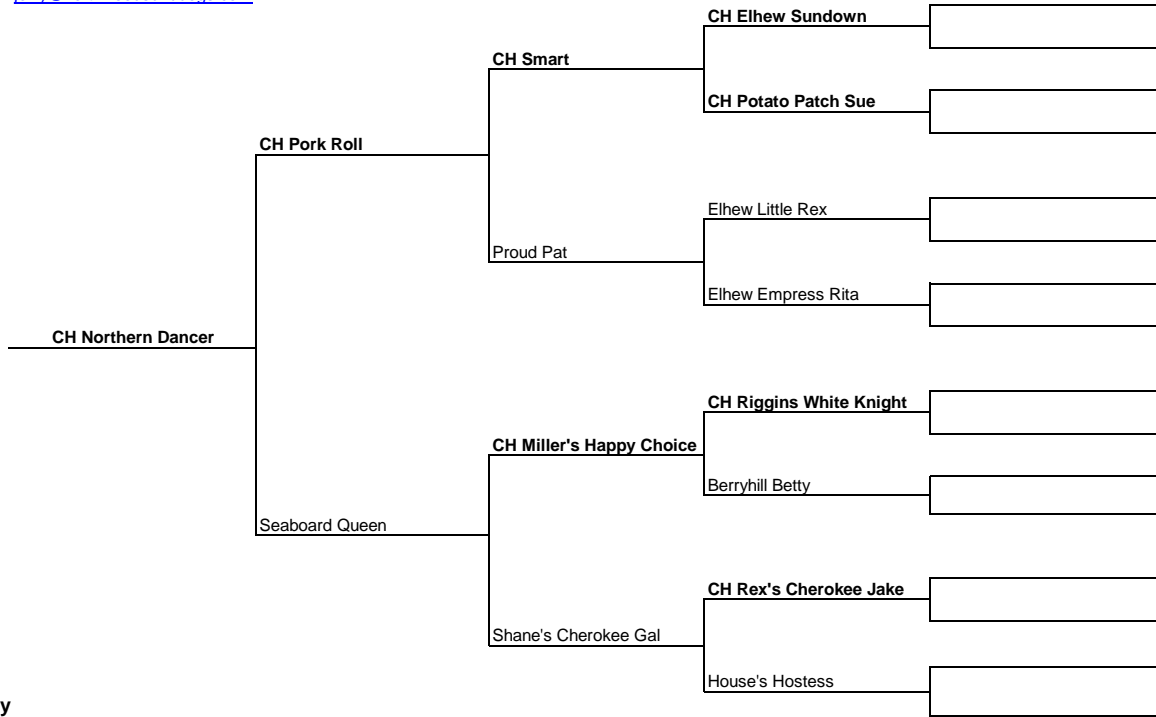 CH Elhew Sundown
CH Smart
CH Potato Patch Sue
CH Pork Roll
Elhew Little Rex
Proud Pat
Elhew Empress Rita
CH Northern Dancer
CH Riggins White Knight
CH Miller's Happy Choice
Berryhill Betty
Seaboard Queen
CH Rex's Cherokee Jake
Shane's Cherokee Gal
House's Hostess
y